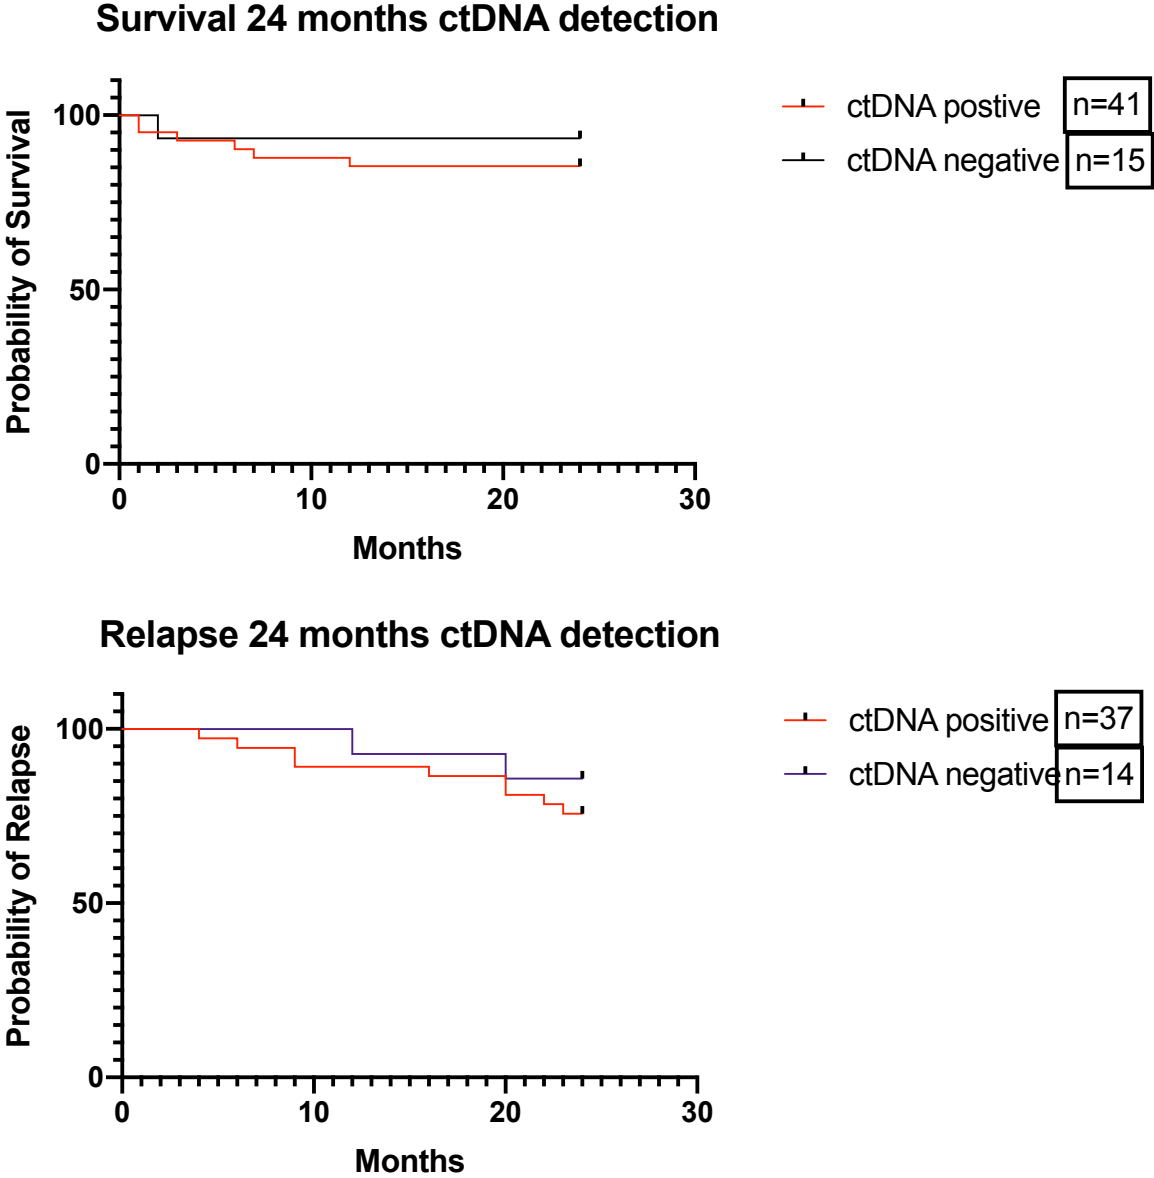 Survival 24 months ctDNA detection
ctDNA postive n=41
ctDNA negative n=15
Probability of Survival
100
50
0
0 10 20 30
Months
Relapse 24 months ctDNA detection
ctDNA positive n=37
ctDNA negative n=14
Probability of Relapse
100
50
0
0 10 20 30
Months